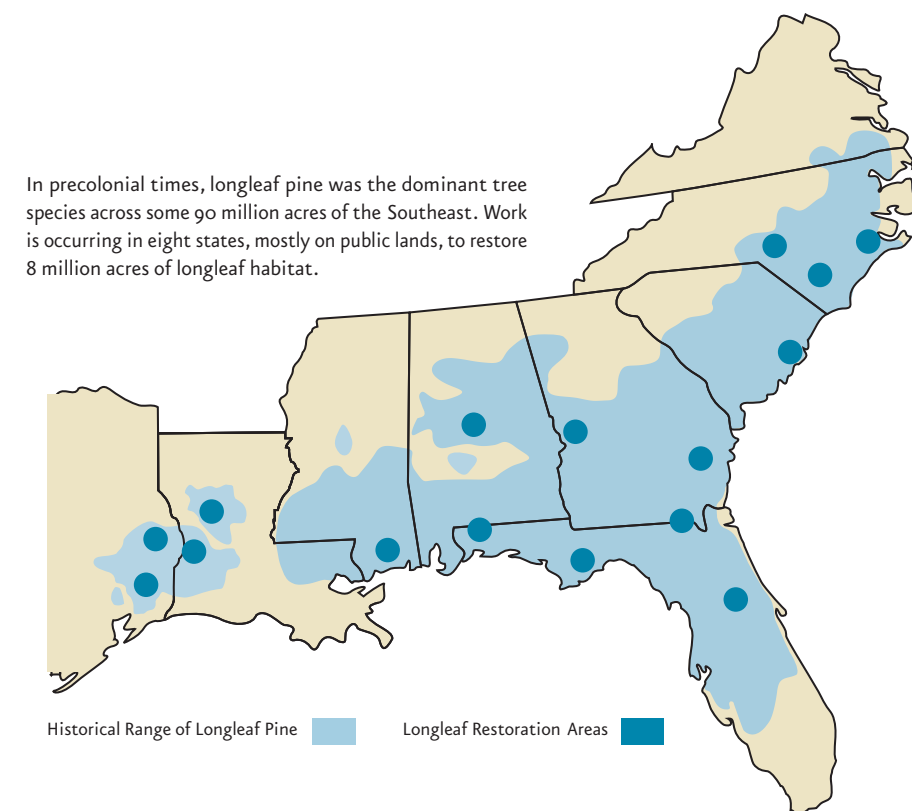 In precolonial times, longleaf pine was the dominant tree
species across some 90 million acres of the Southeast. Work
is occurring in eight states, mostly on public lands, to restore
8 million acres of longleaf habitat.
Historical Range of Longleaf Pine
Longleaf Restoration Areas